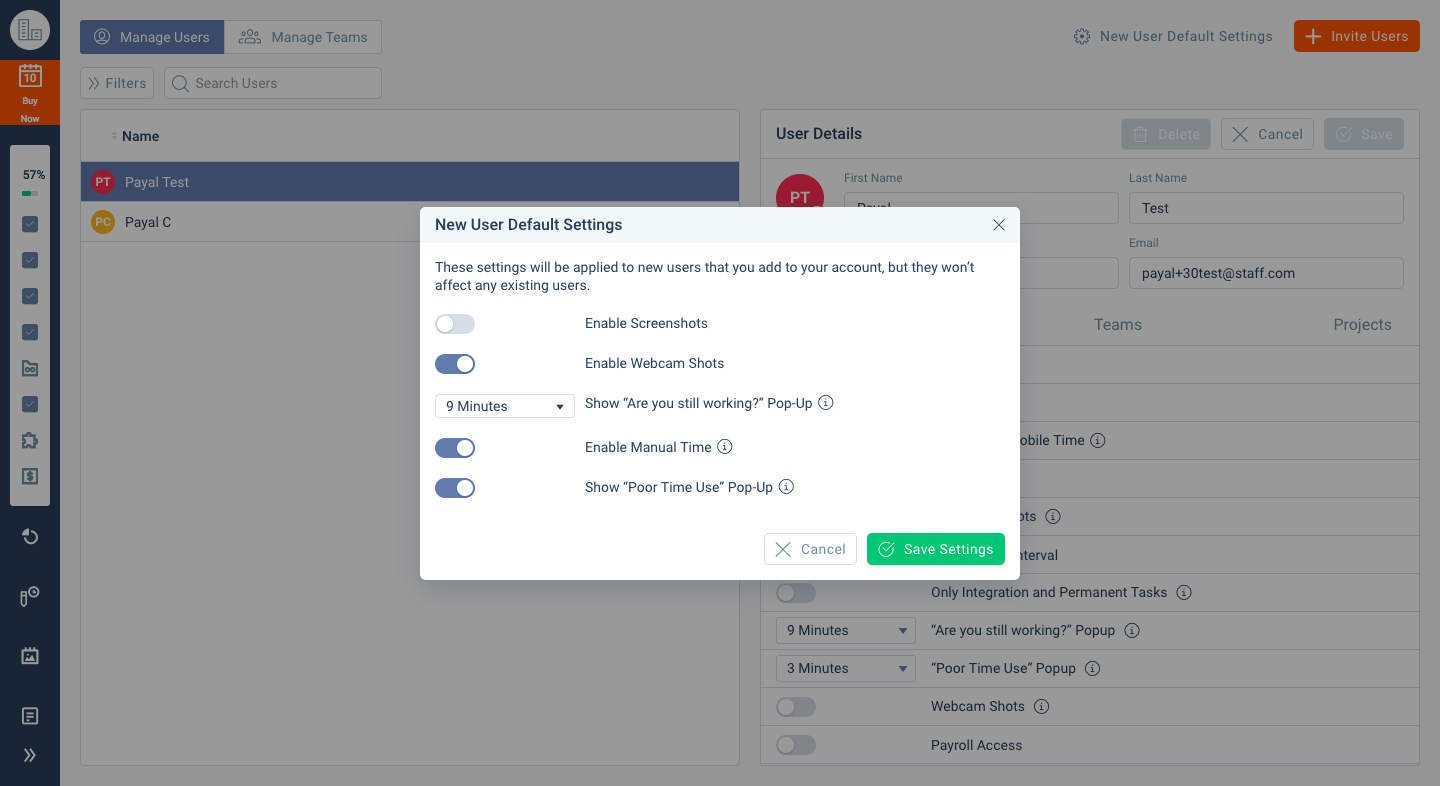 10
Buy
Now
57%
Manage Users
Manage Teams
New User Default Settings
Invite Users
Filters
Search Users
Name
PT
Payal Test
PC
Payal C
User Details
Delete
Cancel
Save
PT
First Name
Last Name
Payal
Test
Email
payal+30test@staff.com
Teams
Projects
obile Time
ots
nterval
Only Integration and Permanent Tasks
9 Minutes
“Are you still working?” Popup
3 Minutes
“Poor Time Use” Popup
Webcam Shots
Payroll Access
New User Default Settings
These settings will be applied to new users that you add to your account, but they won’t
affect any existing users.
Enable Screenshots
Enable Webcam Shots
9 Minutes
Show “Are you still working?” Pop-Up
Enable Manual Time
Show “Poor Time Use” Pop-Up
Cancel
Save Settings